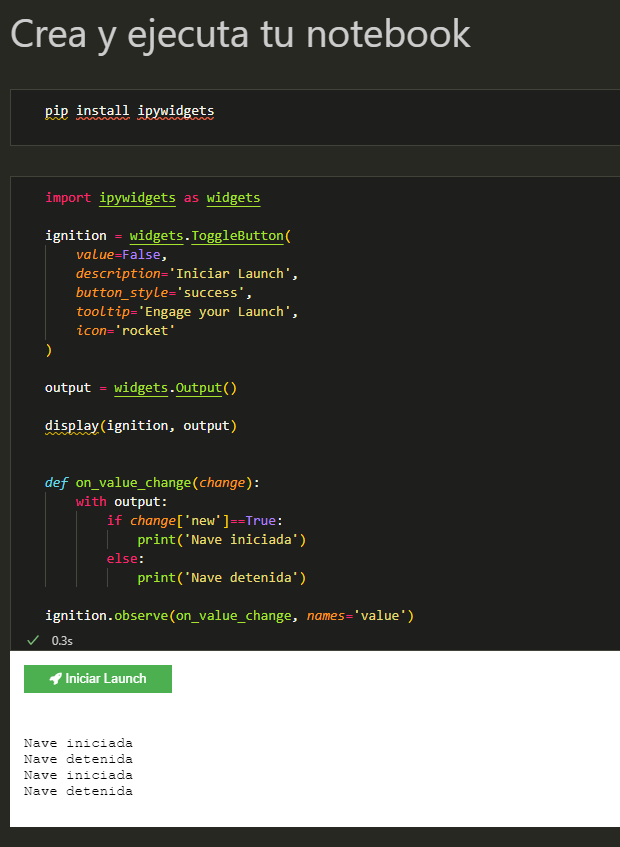 Crea y ejecuta tu notebook
pip install ipywidgets
import ipywidgets as widgets
ignition = widgets.ToggleButton(
    value=False,
    description='Iniciar Launch',
    button_style='success',
    tooltip='Engage your Launch',
    icon='rocket'
)
output = widgets.Output()
display(ignition, output)
def on_value_change(change):
    with output:
        if change['new']==True:
            print('Nave iniciada')
        else:
            print('Nave detenida')
ignition.observe(on_value_change, names='value')
0.3s
Iniciar Launch
Nave iniciada
Nave detenida
Nave iniciada
Nave detenida